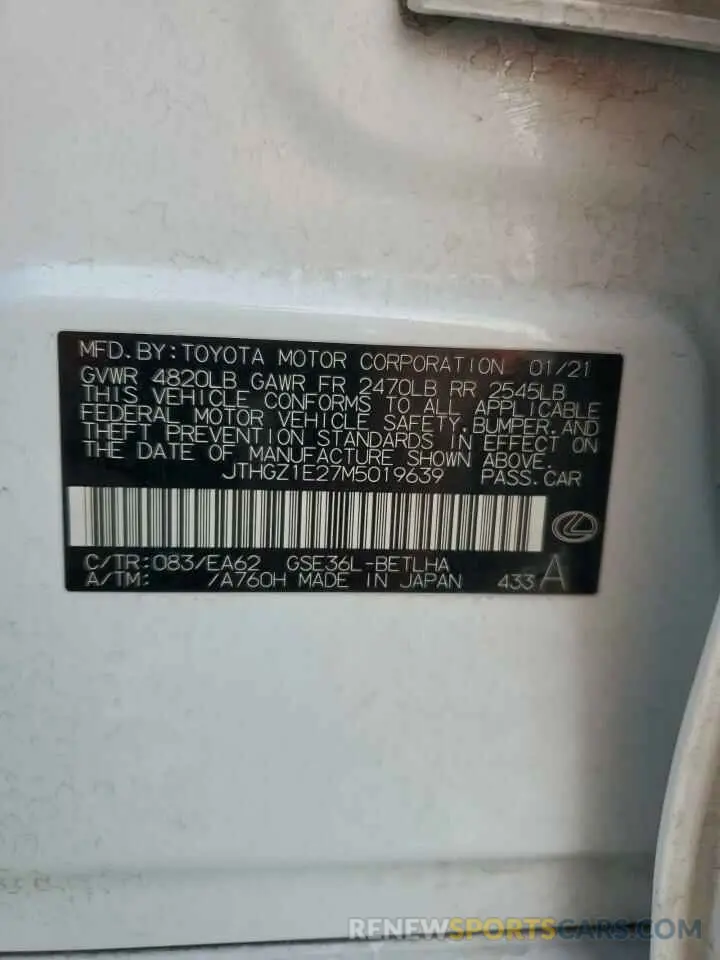 MFD.BY:TOYOTA MOTOR CORPORATION 01/21
GVWR 4820LB GAWR FR 2470LB RR 2545LB
THIS VEHICLE CONFORMS TO ALL APPLICABLE
FEDERAL MOTOR VEHICLE SAFETY,BUMPER,AND
THEFT PREVENTION STANDARDS IN EFFECT ON
THE DATE OF MANUFACTURE SHOWN ABOVE.
JTHGZ1E27M5019639 PASS.CAR
C/TR:083/EA62 GSE36L-BETLHA
A/TM: /A760H MADE IN JAPAN 433 A
RENEWSPORTSCARS.COM